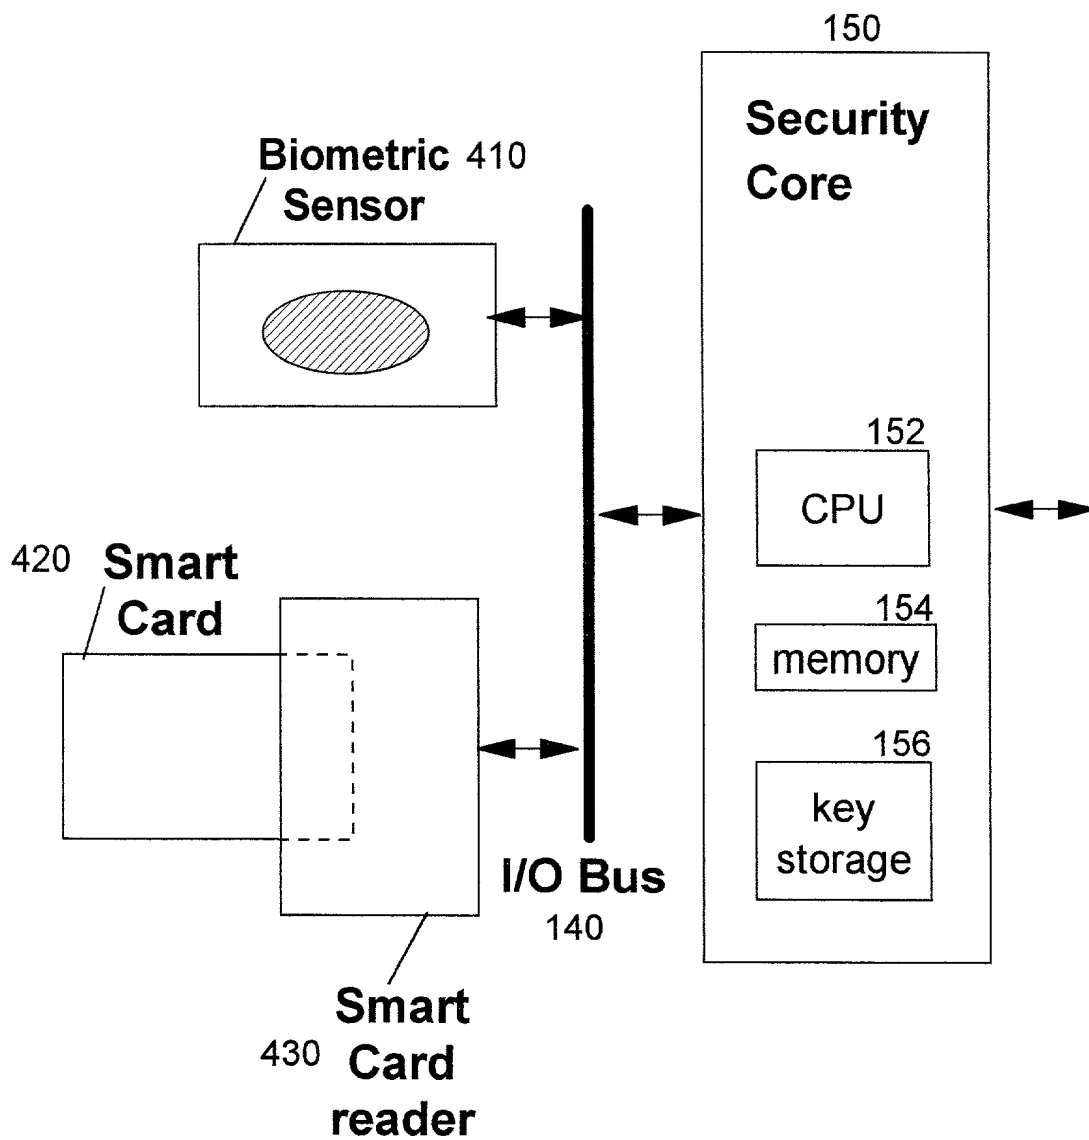 150
Security
Core
Biometric 410
Sensor
152
CPU
420 Smart
Card
154
memory
156
key
storage
I/O Bus
140
Smart
430 Card
reader